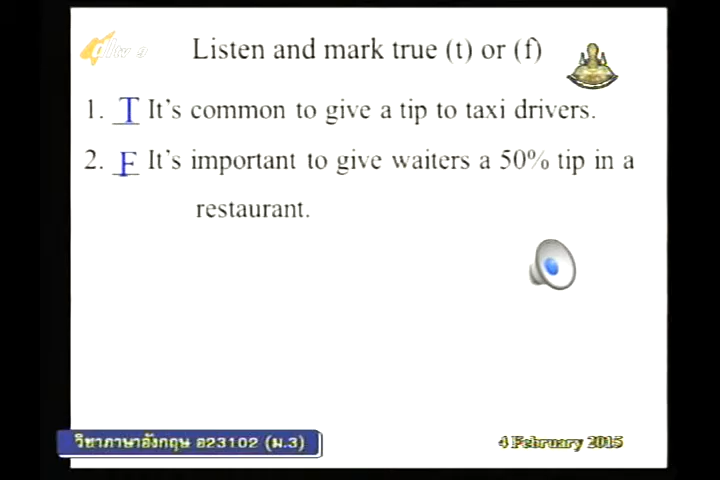 Listen and mark true (t) or (f)
1. T It's common to give a tip to taxi drivers.
2. F It's important to give waiters a 50% tip in a
restaurant.
วิชาภาษาอังกฤษ อ23102 (ม.3)
4 February 2015